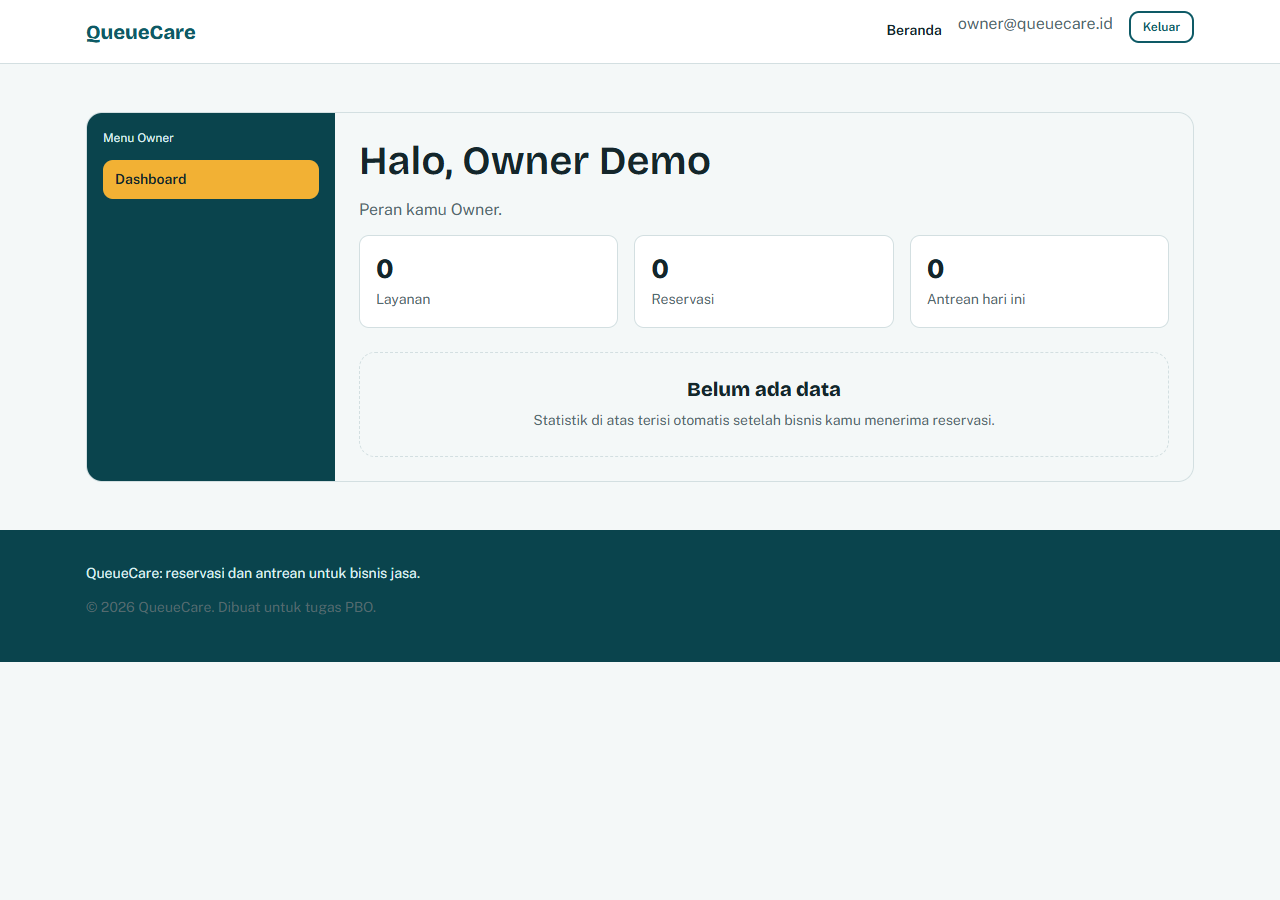 QueueCare
Beranda
owner@queuecare.id
Keluar
Menu Owner
Dashboard
Halo, Owner Demo
Peran kamu Owner.
0
Layanan
0
Reservasi
0
Antrean hari ini
Belum ada data
Statistik di atas terisi otomatis setelah bisnis kamu menerima reservasi.
QueueCare: reservasi dan antrean untuk bisnis jasa.
© 2026 QueueCare. Dibuat untuk tugas PBO.